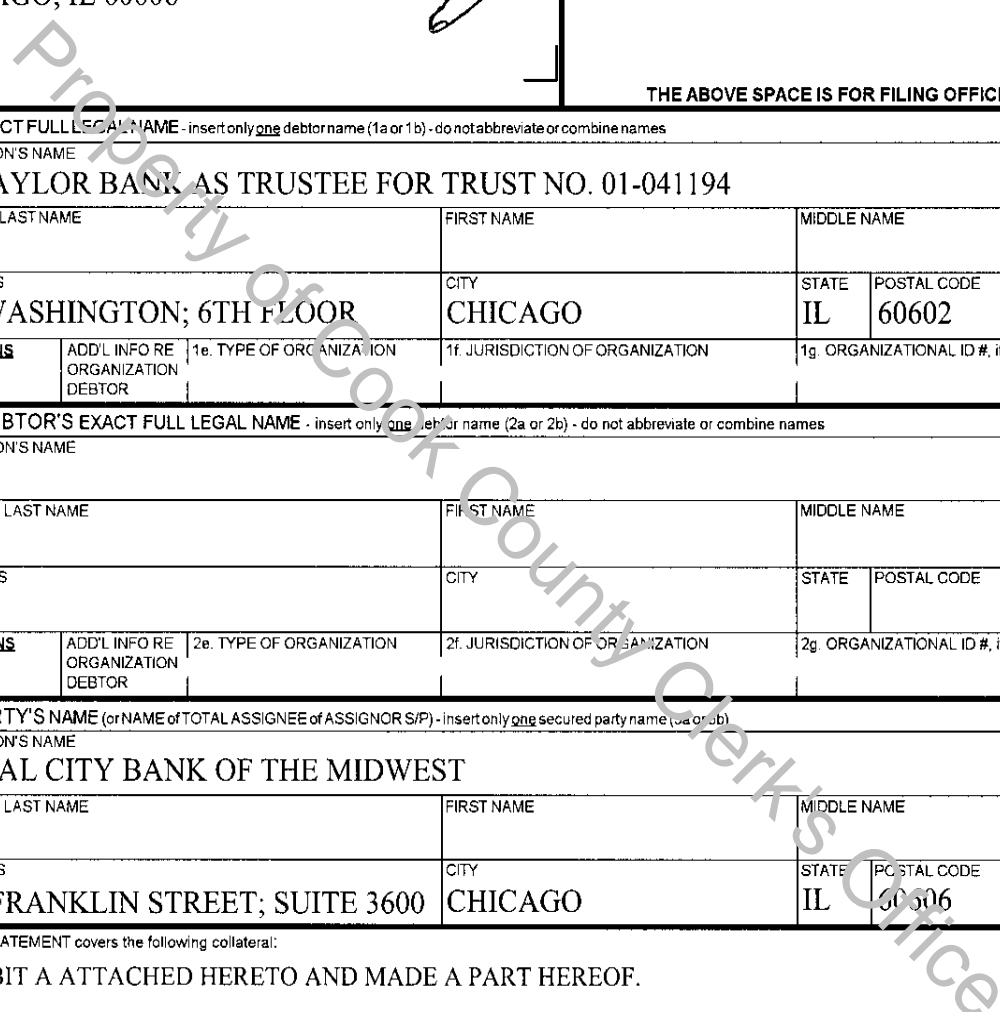 THE ABOVE SPACE IS FOR FILING OFFIC
CT FULL LEGAL NAME - insert only one debtor name (1a or 1b) - do not abbreviate or combine names
ON'S NAME
AYLOR BANK AS TRUSTEE FOR TRUST NO. 01-041194
LAST NAME FIRST NAME MIDDLE NAME
S CITY STATE POSTAL CODE
WASHINGTON; 6TH FLOOR CHICAGO IL 60602
NS ADD'L INFO RE 1e. TYPE OF ORGANIZATION 1f. JURISDICTION OF ORGANIZATION 1g. ORGANIZATIONAL ID #, i
ORGANIZATION
DEBTOR
BTOR'S EXACT FULL LEGAL NAME - insert only one debtor name (2a or 2b) - do not abbreviate or combine names
ON'S NAME
LAST NAME FIRST NAME MIDDLE NAME
S CITY STATE POSTAL CODE
NS ADD'L INFO RE 2e. TYPE OF ORGANIZATION 2f. JURISDICTION OF ORGANIZATION 2g. ORGANIZATIONAL ID #, i
ORGANIZATION
DEBTOR
TY'S NAME (or NAME of TOTAL ASSIGNEE of ASSIGNOR S/P) - insert only one secured party name (3a or 3b)
ON'S NAME
AL CITY BANK OF THE MIDWEST
LAST NAME FIRST NAME MIDDLE NAME
S CITY STATE POSTAL CODE
FRANKLIN STREET; SUITE 3600 CHICAGO IL 60606
ATEMENT covers the following collateral:
BIT A ATTACHED HERETO AND MADE A PART HEREOF.
Property of Cook County Clerk's Office